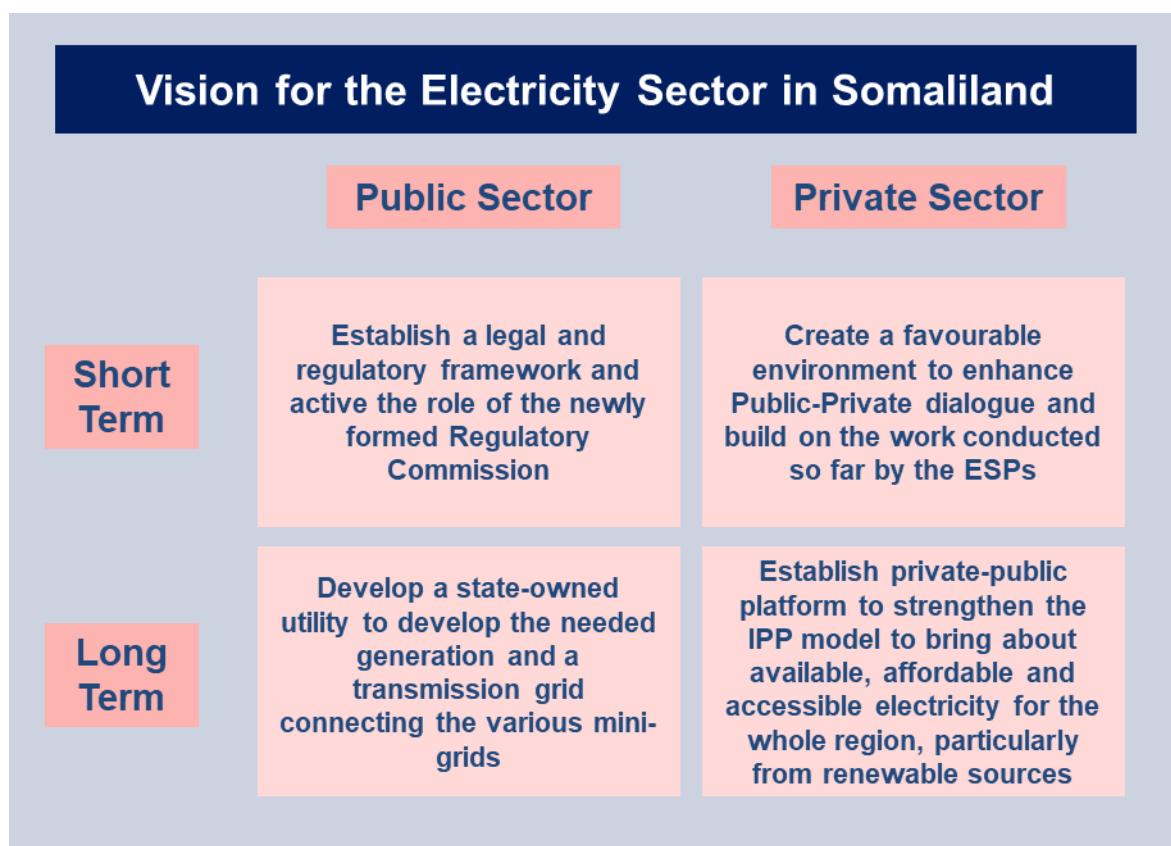 Vision for the Electricity Sector in Somaliland
Public Sector
Private Sector
Short
Term
Establish a legal and
regulatory framework and
active the role of the newly
formed Regulatory
Commission
Create a favourable
environment to enhance
Public-Private dialogue and
build on the work conducted
so far by the ESPs
Long
Term
Develop a state-owned
utility to develop the needed
generation and a
transmission grid
connecting the various mini-
grids
Establish private-public
platform to strengthen the
IPP model to bring about
available, affordable and
accessible electricity for the
whole region, particularly
from renewable sources